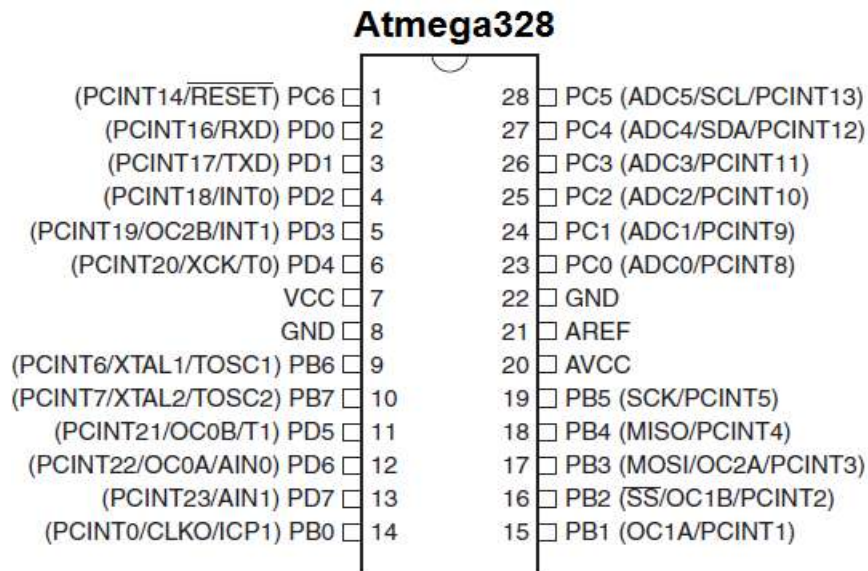 Atmega328
(PCINT14/RESET) PC6 1 28 PC5 (ADC5/SCL/PCINT13)
(PCINT16/RXD) PD0 2 27 PC4 (ADC4/SDA/PCINT12)
(PCINT17/TXD) PD1 3 26 PC3 (ADC3/PCINT11)
(PCINT18/INT0) PD2 4 25 PC2 (ADC2/PCINT10)
(PCINT19/OC2B/INT1) PD3 5 24 PC1 (ADC1/PCINT9)
(PCINT20/XCK/T0) PD4 6 23 PC0 (ADC0/PCINT8)
VCC 7 22 GND
GND 8 21 AREF
(PCINT6/XTAL1/TOSC1) PB6 9 20 AVCC
(PCINT7/XTAL2/TOSC2) PB7 10 19 PB5 (SCK/PCINT5)
(PCINT21/OC0B/T1) PD5 11 18 PB4 (MISO/PCINT4)
(PCINT22/OC0A/AIN0) PD6 12 17 PB3 (MOSI/OC2A/PCINT3)
(PCINT23/AIN1) PD7 13 16 PB2 (SS/OC1B/PCINT2)
(PCINT0/CLKO/ICP1) PB0 14 15 PB1 (OC1A/PCINT1)